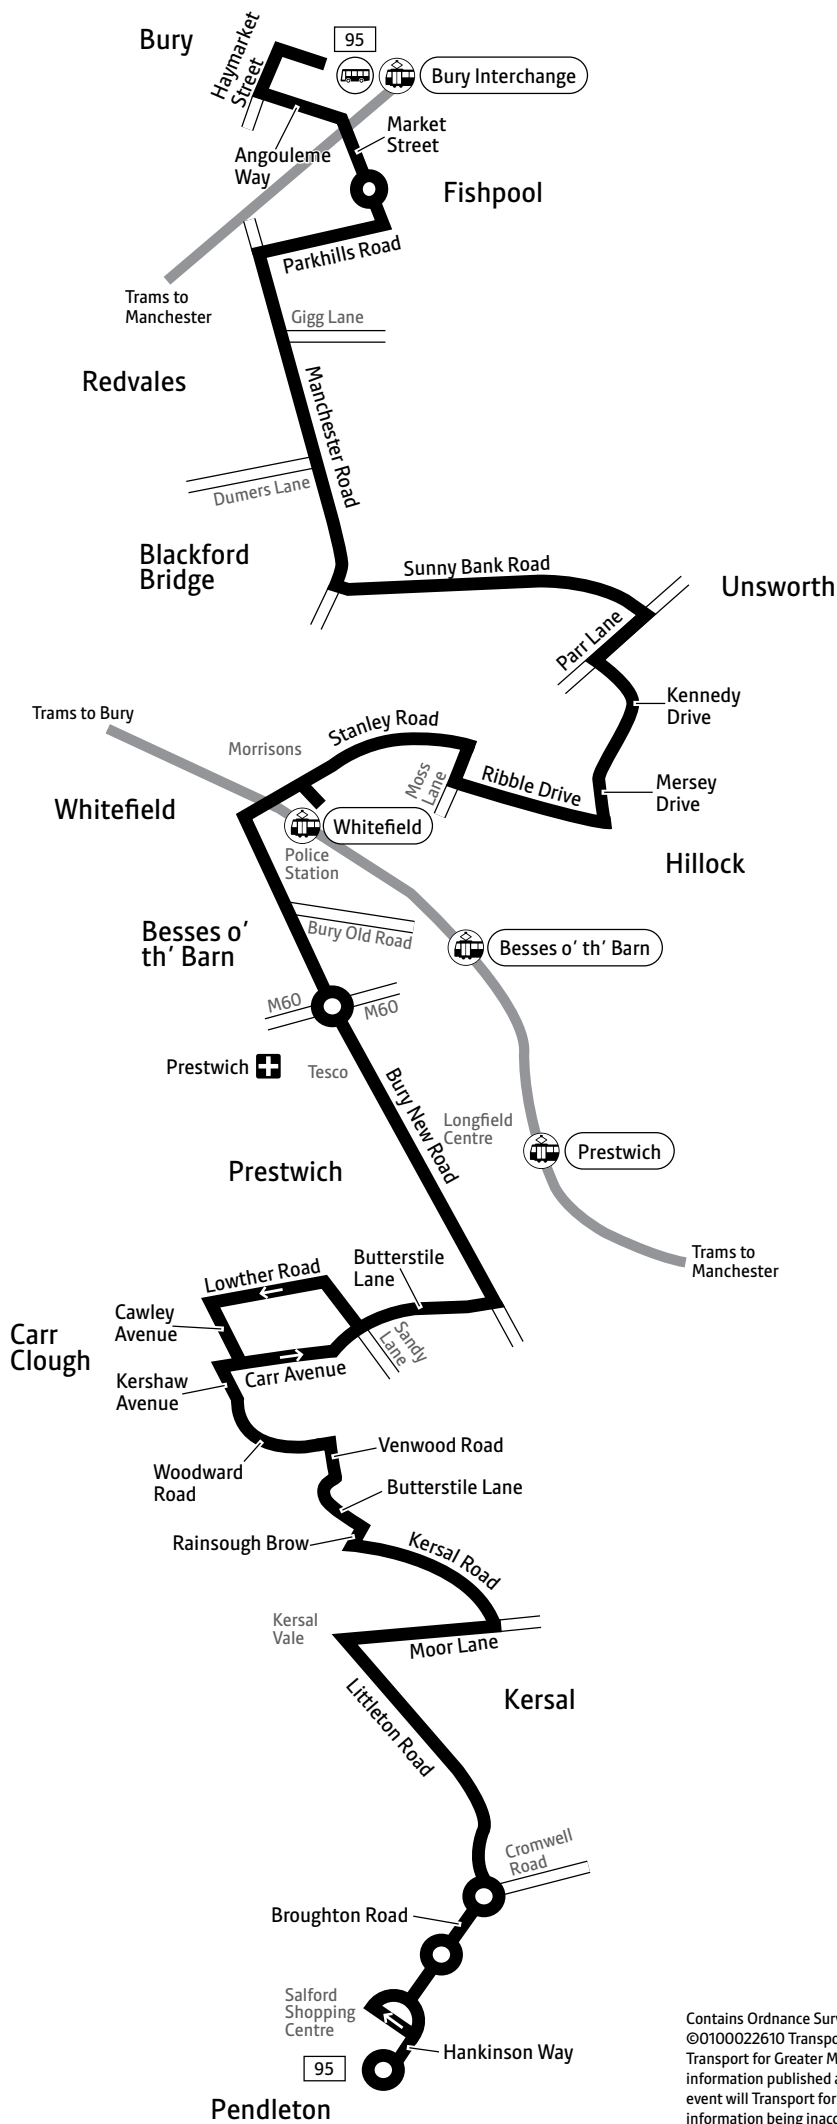 Bury
95
Haymarket
Street
Bury Interchange
Angouleme
Way
Market
Street
Fishpool
Parkhills Road
Trams to
Manchester
Gigg Lane
Redvales
Manchester Road
Dumers Lane
Blackford
Bridge
Sunny Bank Road
Unsworth
Parr Lane
Kennedy
Drive
Trams to Bury
Stanley Road
Morrisons
Moss
Lane
Ribble Drive
Mersey
Drive
Whitefield
Whitefield
Police
Station
Hillock
Besses o'
th' Barn
Bury Old Road
Besses o' th' Barn
M60
M60
Prestwich
Tesco
Bury New Road
Longfield
Centre
Prestwich
Prestwich
Trams to
Manchester
Butterstile
Lane
Lowther Road
Cawley
Avenue
Sandy
Lane
Carr
Clough
Carr Avenue
Kershaw
Avenue
Venwood Road
Woodward
Road
Butterstile Lane
Rainsough Brow
Kersal Road
Kersal
Vale
Moor Lane
Kersal
Littleton Road
Cromwell
Road
Broughton Road
Salford
Shopping
Centre
Hankinson Way
95
Pendleton
Contains Ordnance Surv
©0100022610 Transpo
Transport for Greater M
information published a
event will Transport for
information being inacc